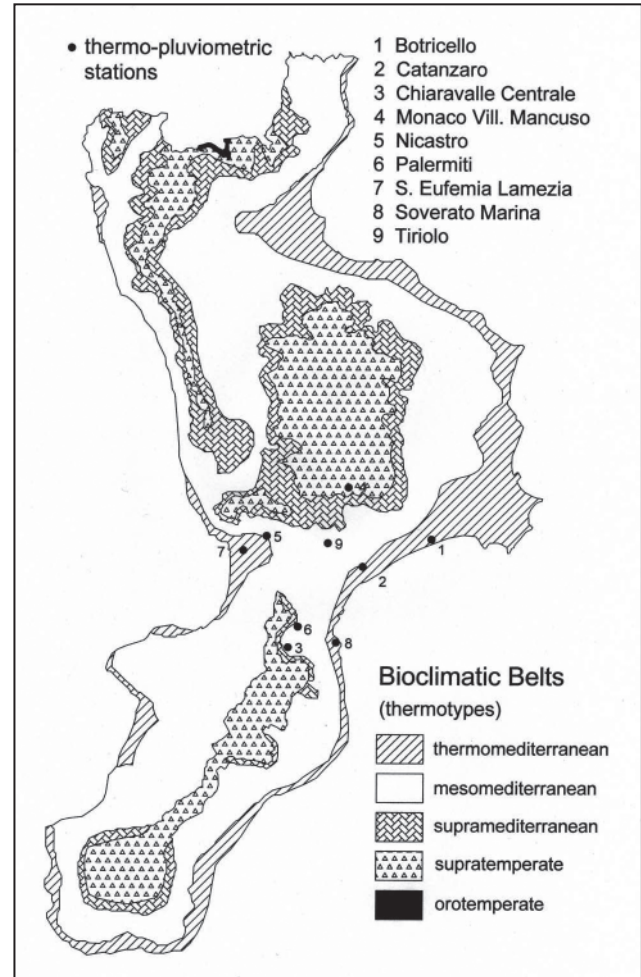 • thermo-pluviometric
stations
1 Botricello
2 Catanzaro
3 Chiaravalle Centrale
4 Monaco Vill. Mancuso
5 Nicastro
6 Palermiti
7 S. Eufemia Lamezia
8 Soverato Marina
9 Tiriolo
4
5
7
9
1
2
6
3
8
Bioclimatic Belts
(thermotypes)
thermomediterranean
mesomediterranean
supramediterranean
supratemperate
orotemperate